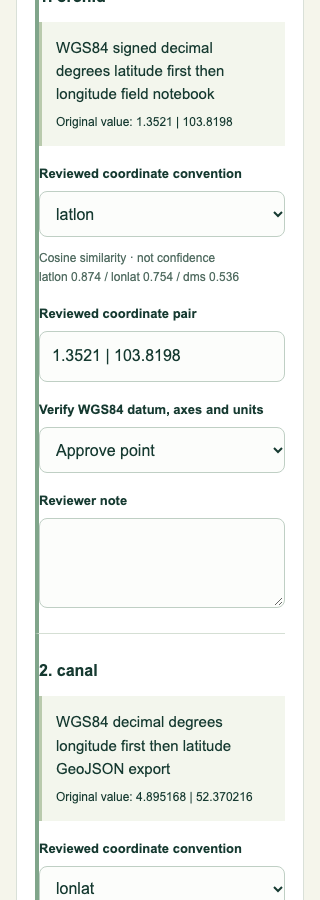 WGS84 signed decimal
degrees latitude first then
longitude field notebook
Original value: 1.3521 | 103.8198
Reviewed coordinate convention
latlon
Cosine similarity · not confidence
latlon 0.874 / lonlat 0.754 / dms 0.536
Reviewed coordinate pair
1.3521 | 103.8198
Verify WGS84 datum, axes and units
Approve point
Reviewer note
2. canal
WGS84 decimal degrees
longitude first then latitude
GeoJSON export
Original value: 4.895168 | 52.370216
Reviewed coordinate convention
lonlat